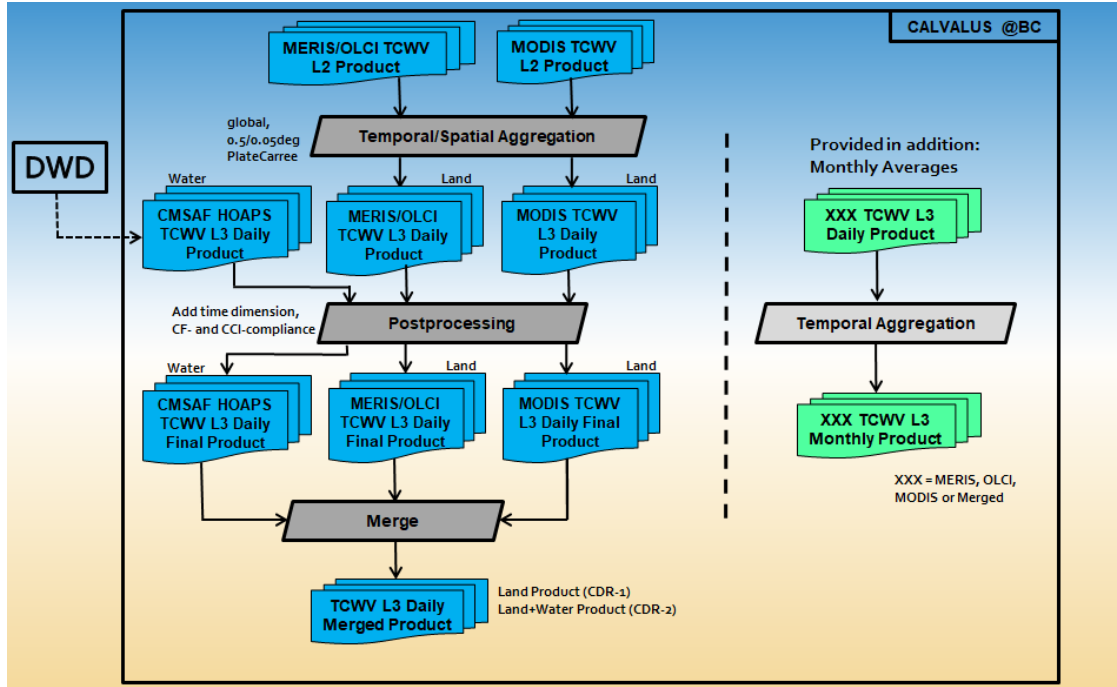 CALVALUS @BC
MERIS/OLCI TCWV
L2 Product
MODIS TCWV
L2 Product
global,
0.5/0.05deg
PlateCarree
Temporal/Spatial Aggregation
DWD
Water
CMSAF HOAPS
TCWV L3 Daily
Product
Land
MERIS/OLCI
TCWV L3 Daily
Product
Land
MODIS TCWV
L3 Daily
Product
Add time dimension,
CF- and CCI-compliance
Postprocessing
Water
CMSAF HOAPS
TCWV L3 Daily
Final Product
Land
MERIS/OLCI
TCWV L3 Daily
Final Product
Land
MODIS TCWV
L3 Daily Final
Product
Merge
TCWV L3 Daily
Merged Product
Land Product (CDR-1)
Land+Water Product (CDR-2)
Provided in addition:
Monthly Averages
XXX TCWV L3
Daily Product
Temporal Aggregation
XXX TCWV L3
Monthly Product
XXX = MERIS, OLCI,
MODIS or Merged